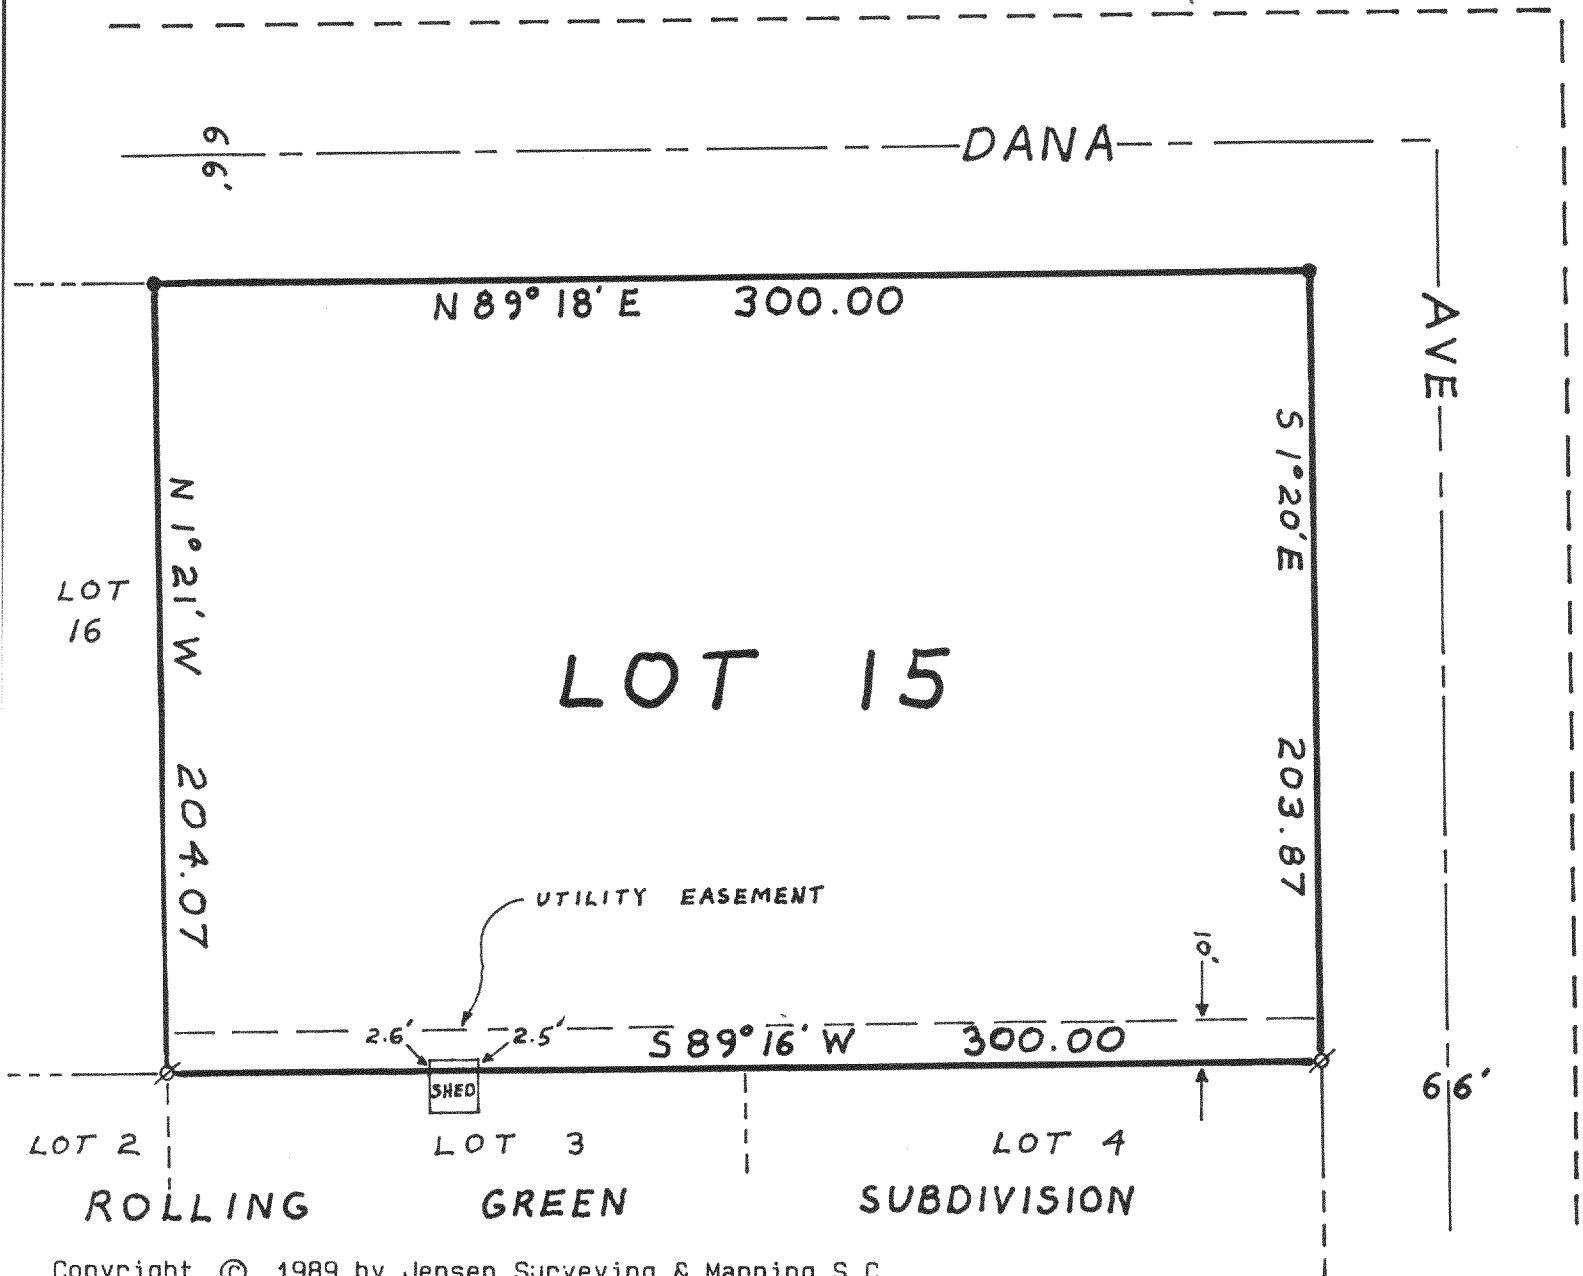 66'
DANA
AVE
N 89° 18' E 300.00
S 1° 20' E 203.87
N 1° 21' W 204.07
LOT
16
LOT 15
UTILITY EASEMENT
10'
2.6' 2.5'
S 89° 16' W 300.00
SHED
66'
LOT 2 LOT 3 LOT 4
ROLLING GREEN SUBDIVISION
Copyright © 1989 by Jensen Surveying & Mapping S.C.